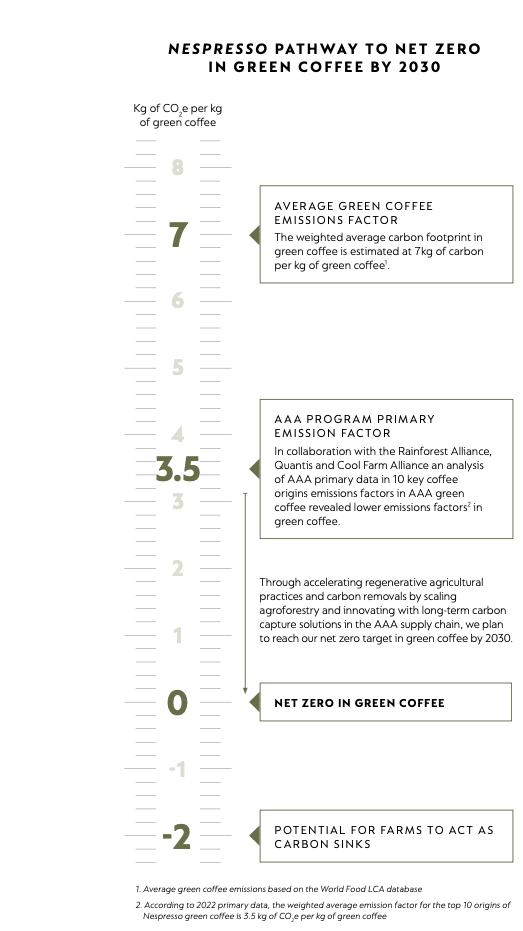 NESPRESSO PATHWAY TO NET ZERO
IN GREEN COFFEE BY 2030
Kg of CO2e per kg
of green coffee
8
7
AVERAGE GREEN COFFEE
EMISSIONS FACTOR
The weighted average carbon footprint in
green coffee is estimated at 7kg of carbon
per kg of green coffee¹.
6
5
4
3.5
AAA PROGRAM PRIMARY
EMISSION FACTOR
In collaboration with the Rainforest Alliance,
Quantis and Cool Farm Alliance an analysis
of AAA primary data in 10 key coffee
origins emissions factors in AAA green
coffee revealed lower emissions factors² in
green coffee.
3
2
1
Through accelerating regenerative agricultural
practices and carbon removals by scaling
agroforestry and innovating with long-term carbon
capture solutions in the AAA supply chain, we plan
to reach our net zero target in green coffee by 2030.
0
NET ZERO IN GREEN COFFEE
-1
-2
POTENTIAL FOR FARMS TO ACT AS
CARBON SINKS
1. Average green coffee emissions based on the World Food LCA database
2. According to 2022 primary data, the weighted average emission factor for the top 10 origins of
Nespresso green coffee is 3.5 kg of CO2e per kg of green coffee